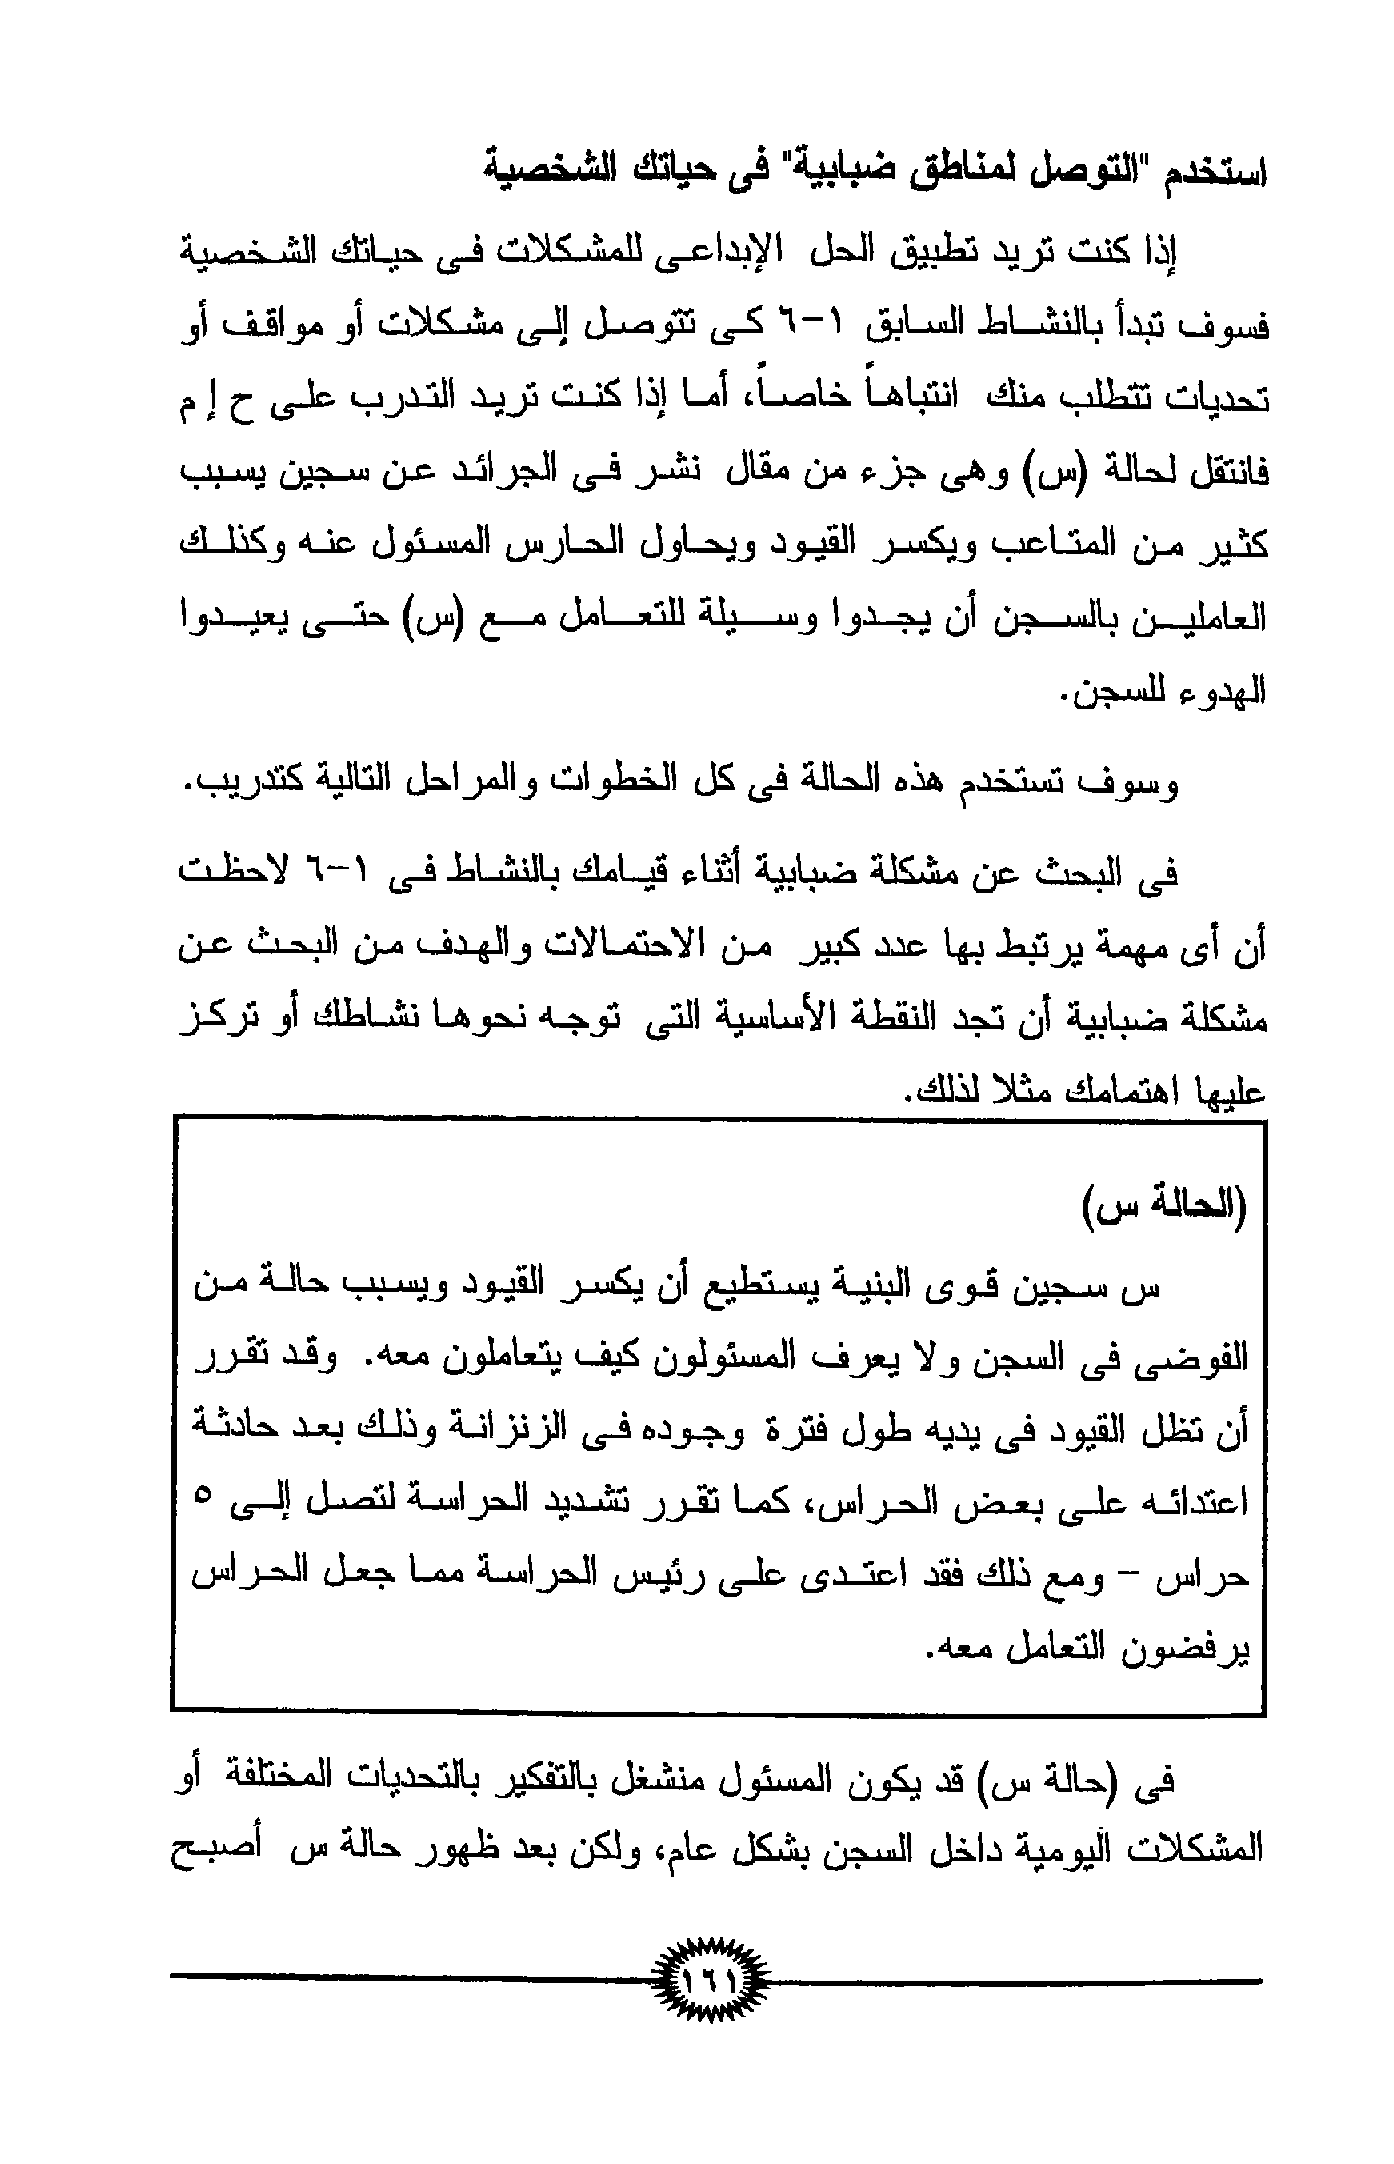 استخدم "التوصل لمناطق ضبابية" فى حياتك الشخصية
إذا كنت تريد تطبيق الحل الإبداعى للمشكلات فى حياتك الشخصية
فسوف تبدأ بالنشاط السابق ١-٦ كى تتوصل إلى مشكلات أو مواقف أو
تحديات تتطلب منك انتباهاً خاصاً، أما إذا كنت تريد التدرب على ح إ م
فانتقل لحالة (س) وهى جزء من مقال نشر فى الجرائد عن سجين يسبب
كثير من المتاعب ويكسر القيود ويحاول الحارس المسئول عنه وكذلك
العاملين بالسجن أن يجدوا وسيلة للتعامل مع (س) حتى يعيدوا
الهدوء للسجن.
وسوف تستخدم هذه الحالة فى كل الخطوات والمراحل التالية كتدريب.
فى البحث عن مشكلة ضبابية أثناء قيامك بالنشاط فى ١-٦ لاحظت
أن أى مهمة يرتبط بها عدد كبير من الاحتمالات والهدف من البحث عن
مشكلة ضبابية أن تجد النقطة الأساسية التى توجه نحوها نشاطك أو تركز
عليها اهتمامك مثلا لذلك.
(الحالة س)
س سجين قوى البنية يستطيع أن يكسر القيود ويسبب حالة من
الفوضى فى السجن ولا يعرف المسئولون كيف يتعاملون معه. وقد تقرر
أن تظل القيود فى يديه طول فترة وجوده فى الزنزانة وذلك بعد حادثة
اعتدائه على بعض الحراس، كما تقرر تشديد الحراسة لتصل إلى ٥
حراس - ومع ذلك فقد اعتدى على رئيس الحراسة مما جعل الحراس
يرفضون التعامل معه.
فى (حالة س) قد يكون المسئول منشغل بالتفكير بالتحديات المختلفة أو
المشكلات اليومية داخل السجن بشكل عام، ولكن بعد ظهور حالة س أصبح
١٦١